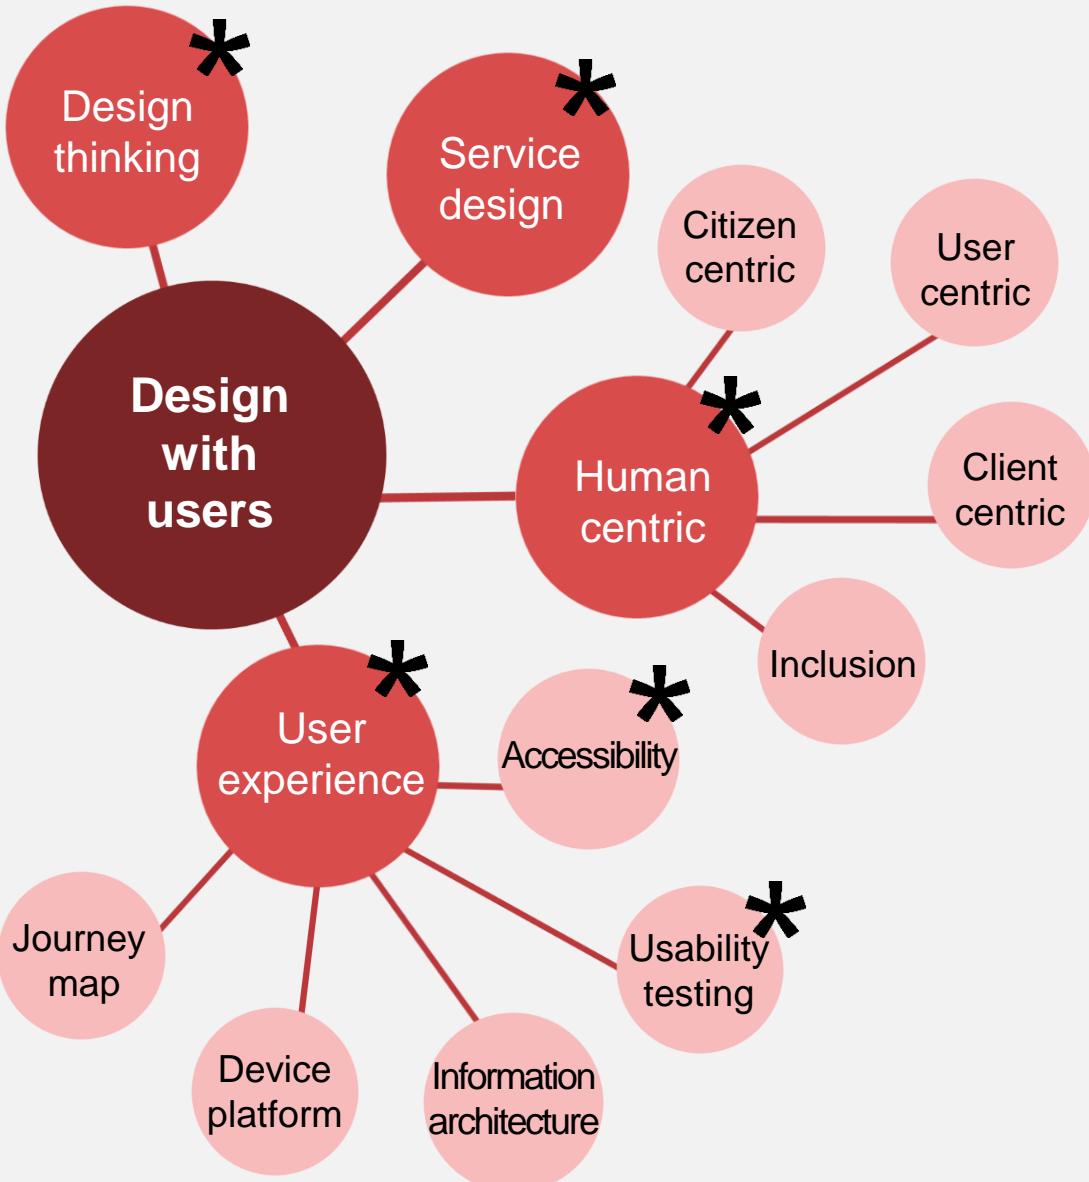 Design
thinking
*
Service
design
*
Citizen
centric
User
centric
Design
with
users
Human
centric
*
Client
centric
Inclusion
User
experience
*
Accessibility
*
Journey
map
Usability
testing
*
Device
platform
Information
architecture